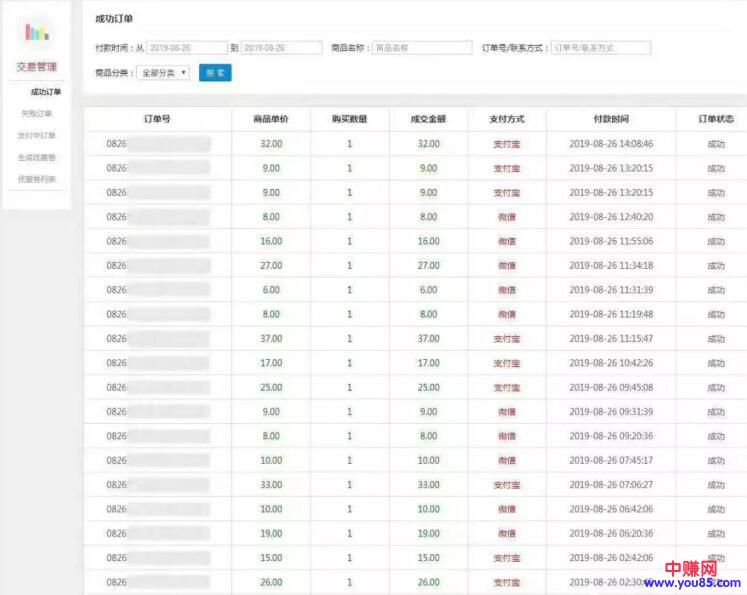 交易管理
成功订单
失败订单
支付中订单
生成优惠卷
优惠卷列表
成功订单
付款时间：从 2019-08-26 到 2019-08-26 商品名称： 商品名称 订单号/联系方式： 订单号/联系方式
商品分类： 全部分类 搜索
订单号 商品单价 购买数量 成交金额 支付方式 付款时间 订单状态
0826 32.00 1 32.00 支付宝 2019-08-26 14:08:46 成功
0826 9.00 1 9.00 支付宝 2019-08-26 13:20:15 成功
0826 9.00 1 9.00 支付宝 2019-08-26 13:20:15 成功
0826 8.00 1 8.00 微信 2019-08-26 12:40:20 成功
0826 16.00 1 16.00 微信 2019-08-26 11:55:06 成功
0826 27.00 1 27.00 微信 2019-08-26 11:34:18 成功
0826 6.00 1 6.00 微信 2019-08-26 11:31:39 成功
0826 8.00 1 8.00 微信 2019-08-26 11:19:48 成功
0826 37.00 1 37.00 支付宝 2019-08-26 11:15:47 成功
0826 17.00 1 17.00 支付宝 2019-08-26 10:42:26 成功
0826 25.00 1 25.00 支付宝 2019-08-26 09:45:08 成功
0826 9.00 1 9.00 微信 2019-08-26 09:31:39 成功
0826 8.00 1 8.00 微信 2019-08-26 09:20:36 成功
0826 10.00 1 10.00 微信 2019-08-26 07:45:17 成功
0826 33.00 1 33.00 支付宝 2019-08-26 07:06:27 成功
0826 10.00 1 10.00 微信 2019-08-26 06:42:06 成功
0826 19.00 1 19.00 微信 2019-08-26 06:20:36 成功
0826 15.00 1 15.00 支付宝 2019-08-26 02:42:06 成功
0826 26.00 1 26.00 支付宝 2019-08-26 02:30: 成功
中赚网
www.you85.com